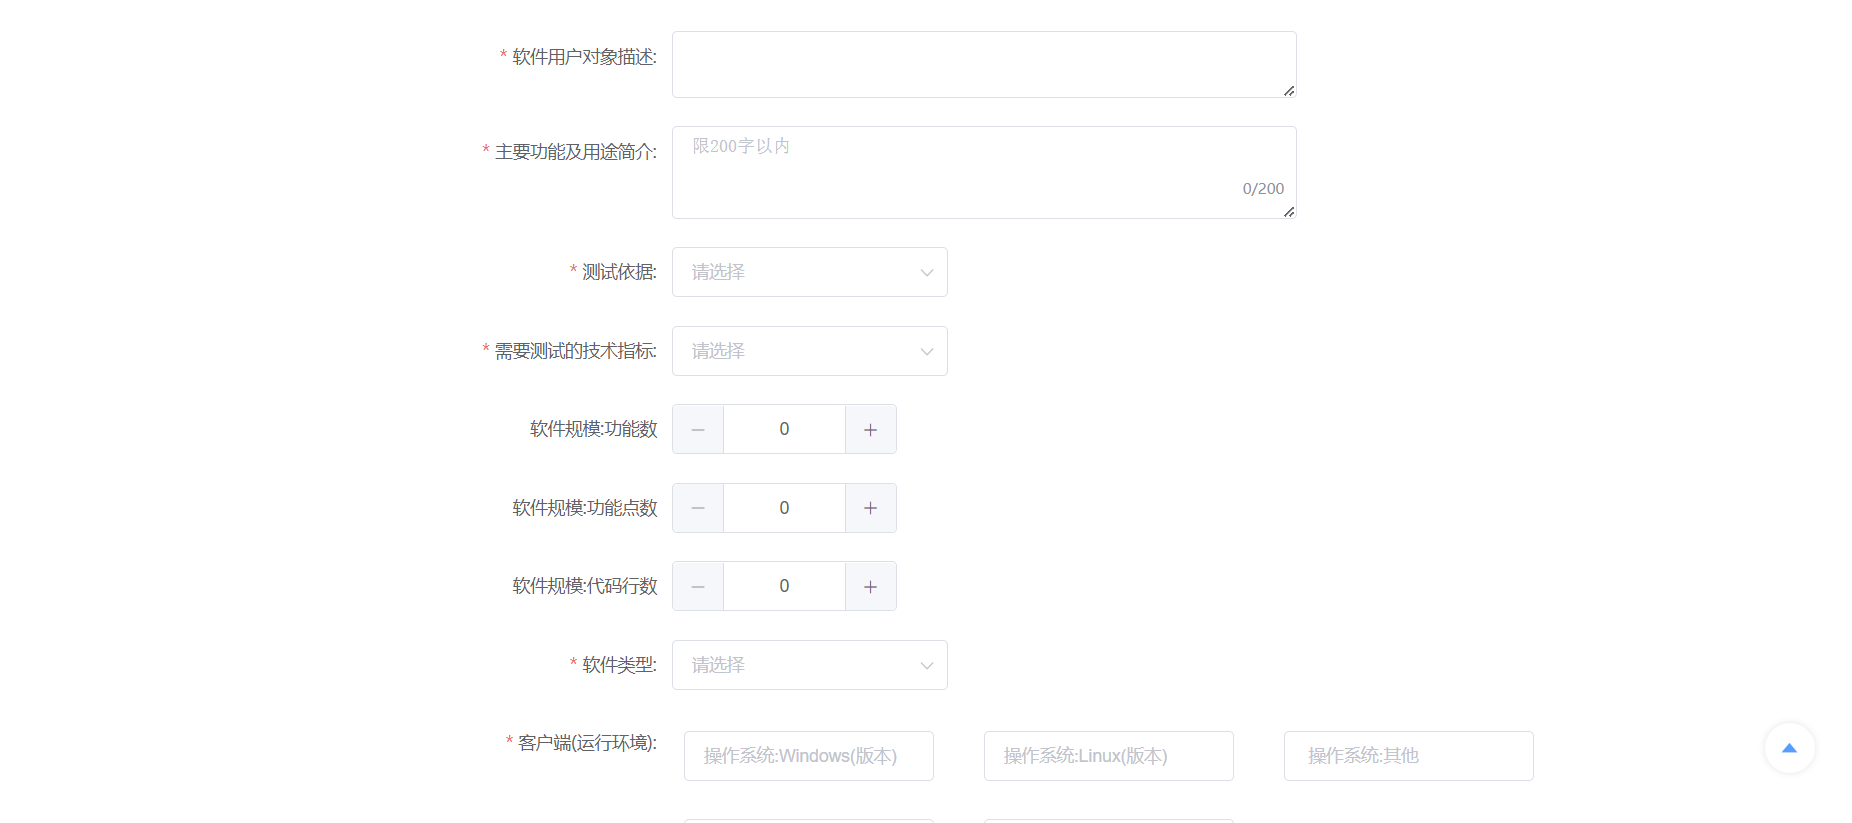 * 软件用户对象描述:
* 主要功能及用途简介:
限200字以内
0/200
* 测试依据:
请选择
* 需要测试的技术指标:
请选择
软件规模:功能数
0
软件规模:功能点数
0
软件规模:代码行数
0
* 软件类型:
请选择
* 客户端(运行环境):
操作系统:Windows(版本)
操作系统:Linux(版本)
操作系统:其他